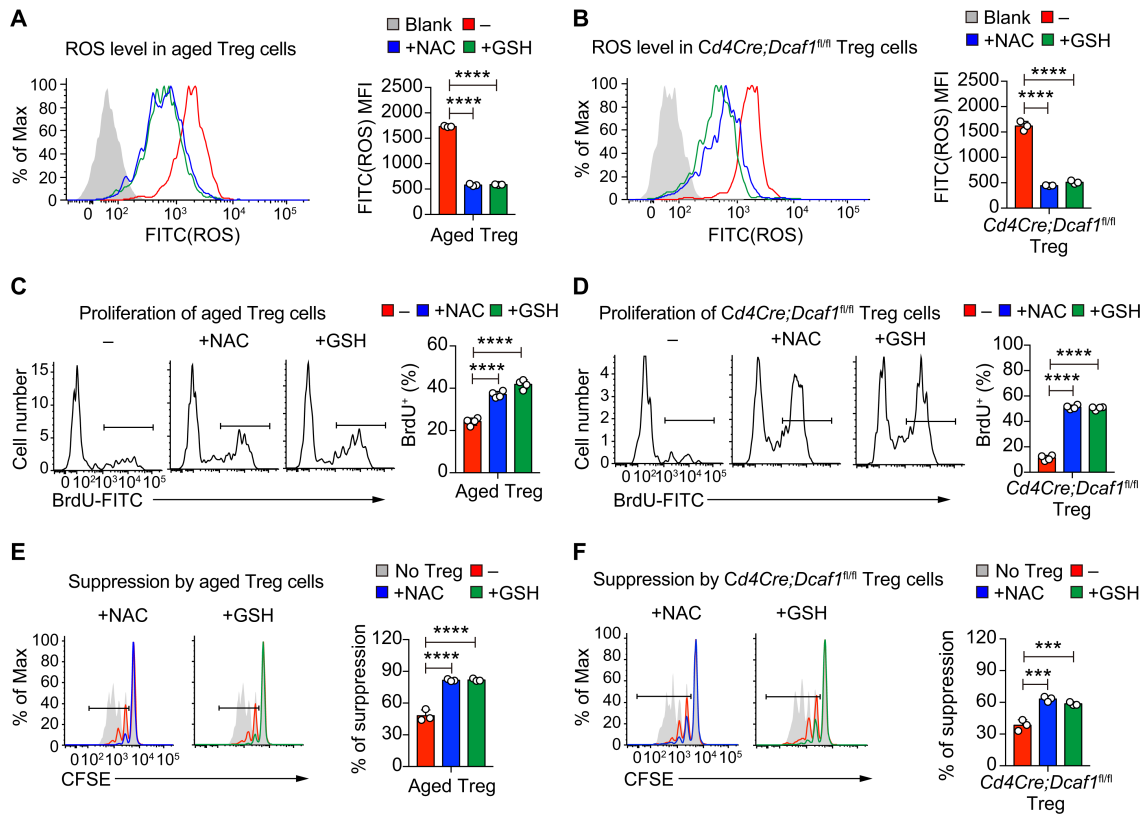 A
ROS level in aged Treg cells
Blank –
+NAC +GSH
% of Max
100
80
60
40
20
0
0 10² 10³ 10⁴ 10⁵
FITC(ROS)
FITC(ROS) MFI
2500
2000
1500
1000
500
0
****
****
Aged Treg
B
ROS level in Cd4Cre;Dcaf1fl/fl Treg cells
Blank –
+NAC +GSH
% of Max
100
80
60
40
20
0
0 10² 10³ 10⁴ 10⁵
FITC(ROS)
FITC(ROS) MFI
2500
2000
1500
1000
500
0
****
****
Cd4Cre;Dcaf1fl/fl
Treg
C
Proliferation of aged Treg cells
– +NAC +GSH
– +NAC +GSH
Cell number
15
10
5
0
0 10² 10³ 10⁴ 10⁵
BrdU-FITC
BrdU⁺ (%)
60
40
20
0
****
****
Aged Treg
D
Proliferation of Cd4Cre;Dcaf1fl/fl Treg cells
– +NAC +GSH
– +NAC +GSH
Cell number
4
3
2
1
0
0 10² 10³ 10⁴ 10⁵
BrdU-FITC
BrdU⁺ (%)
100
80
60
40
20
0
****
****
Cd4Cre;Dcaf1fl/fl
Treg
E
Suppression by aged Treg cells
No Treg –
+NAC +GSH
+NAC +GSH
% of Max
100
80
60
40
20
0
0 10² 10³ 10⁴ 10⁵
CFSE
% of suppression
120
90
60
30
0
****
****
Aged Treg
F
Suppression by Cd4Cre;Dcaf1fl/fl Treg cells
No Treg –
+NAC +GSH
+NAC +GSH
% of Max
100
80
60
40
20
0
0 10² 10³ 10⁴ 10⁵
CFSE
% of suppression
120
90
60
30
0
***
***
Cd4Cre;Dcaf1fl/fl
Treg